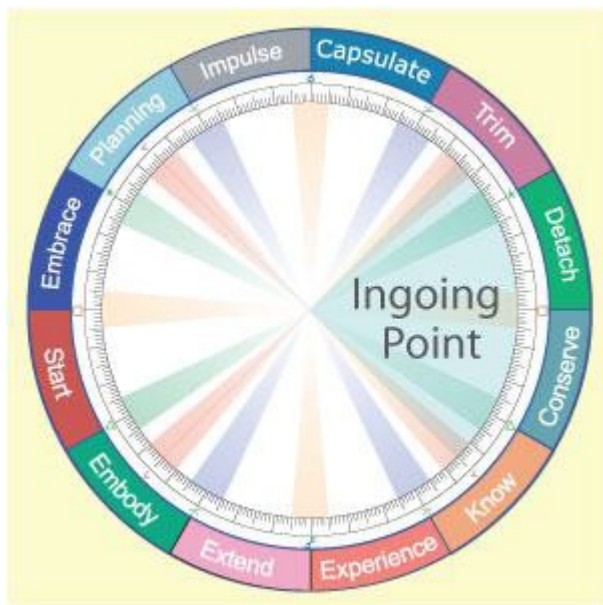 Capsulate
Trim
Detach
Conserve
Know
Experience
Extend
Embody
Start
Embrace
Planning
Impulse
Ingoing
Point